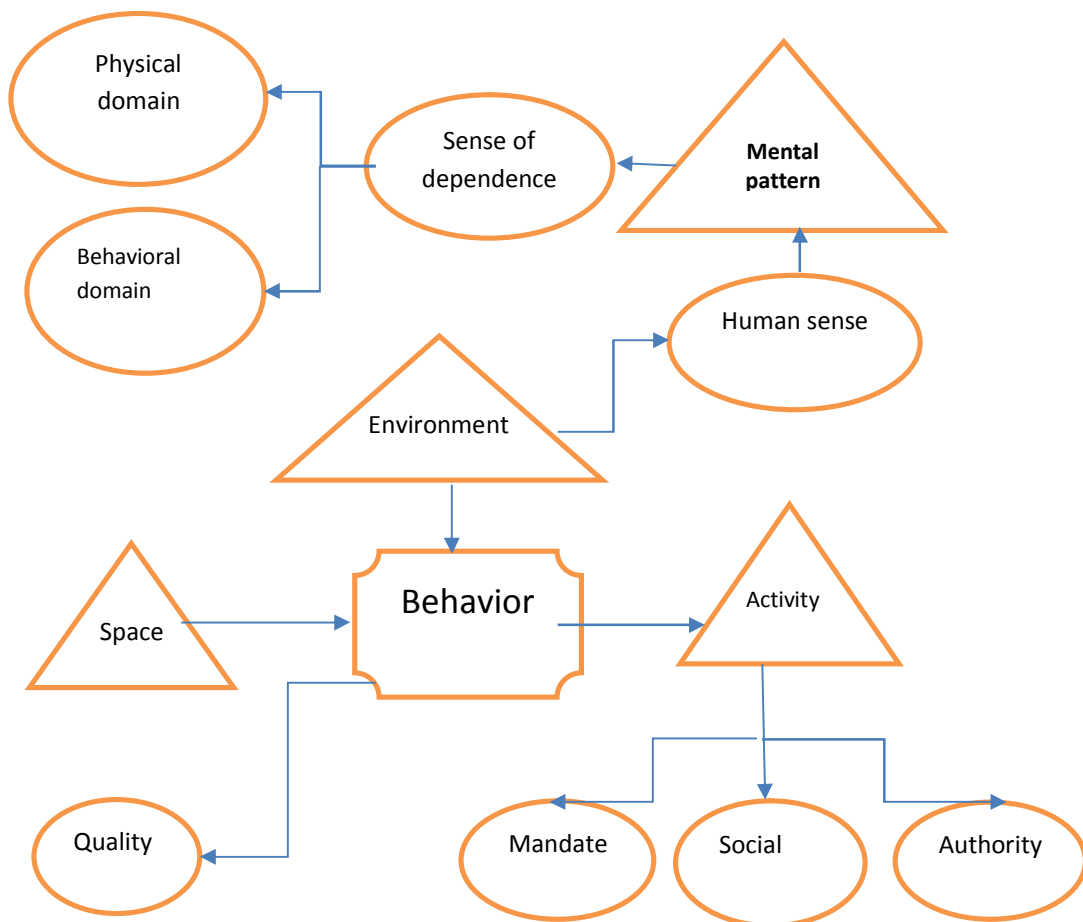 Physical
domain
Sense of
dependence
Mental
pattern
Behavioral
domain
Human sense
Environment
Behavior
Activity
Space
Quality
Mandate
Social
Authority